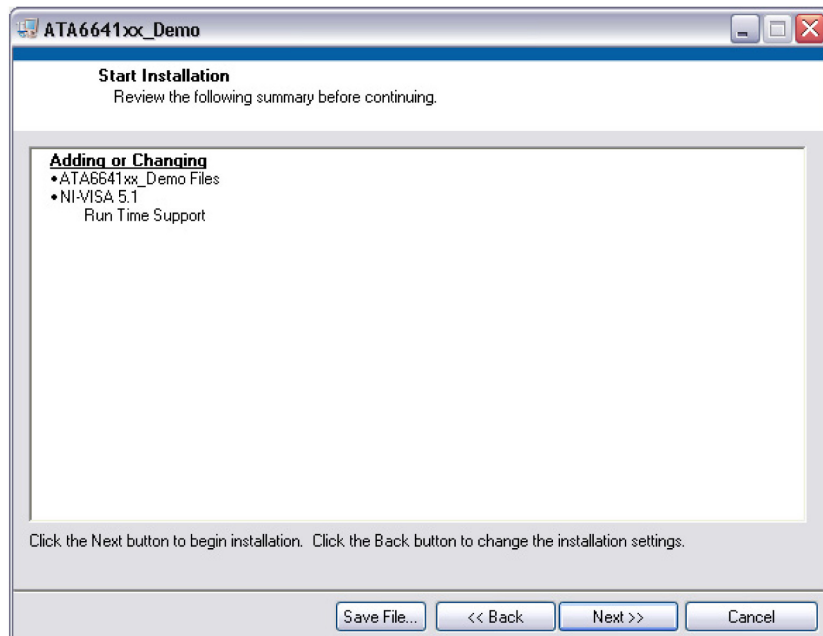 ATA6641xx_Demo
Start Installation
Review the following summary before continuing.
Adding or Changing
•ATA6641xx_Demo Files
•NI-VISA 5.1
Run Time Support
Click the Next button to begin installation. Click the Back button to change the installation settings.
Save File... << Back Next >> Cancel